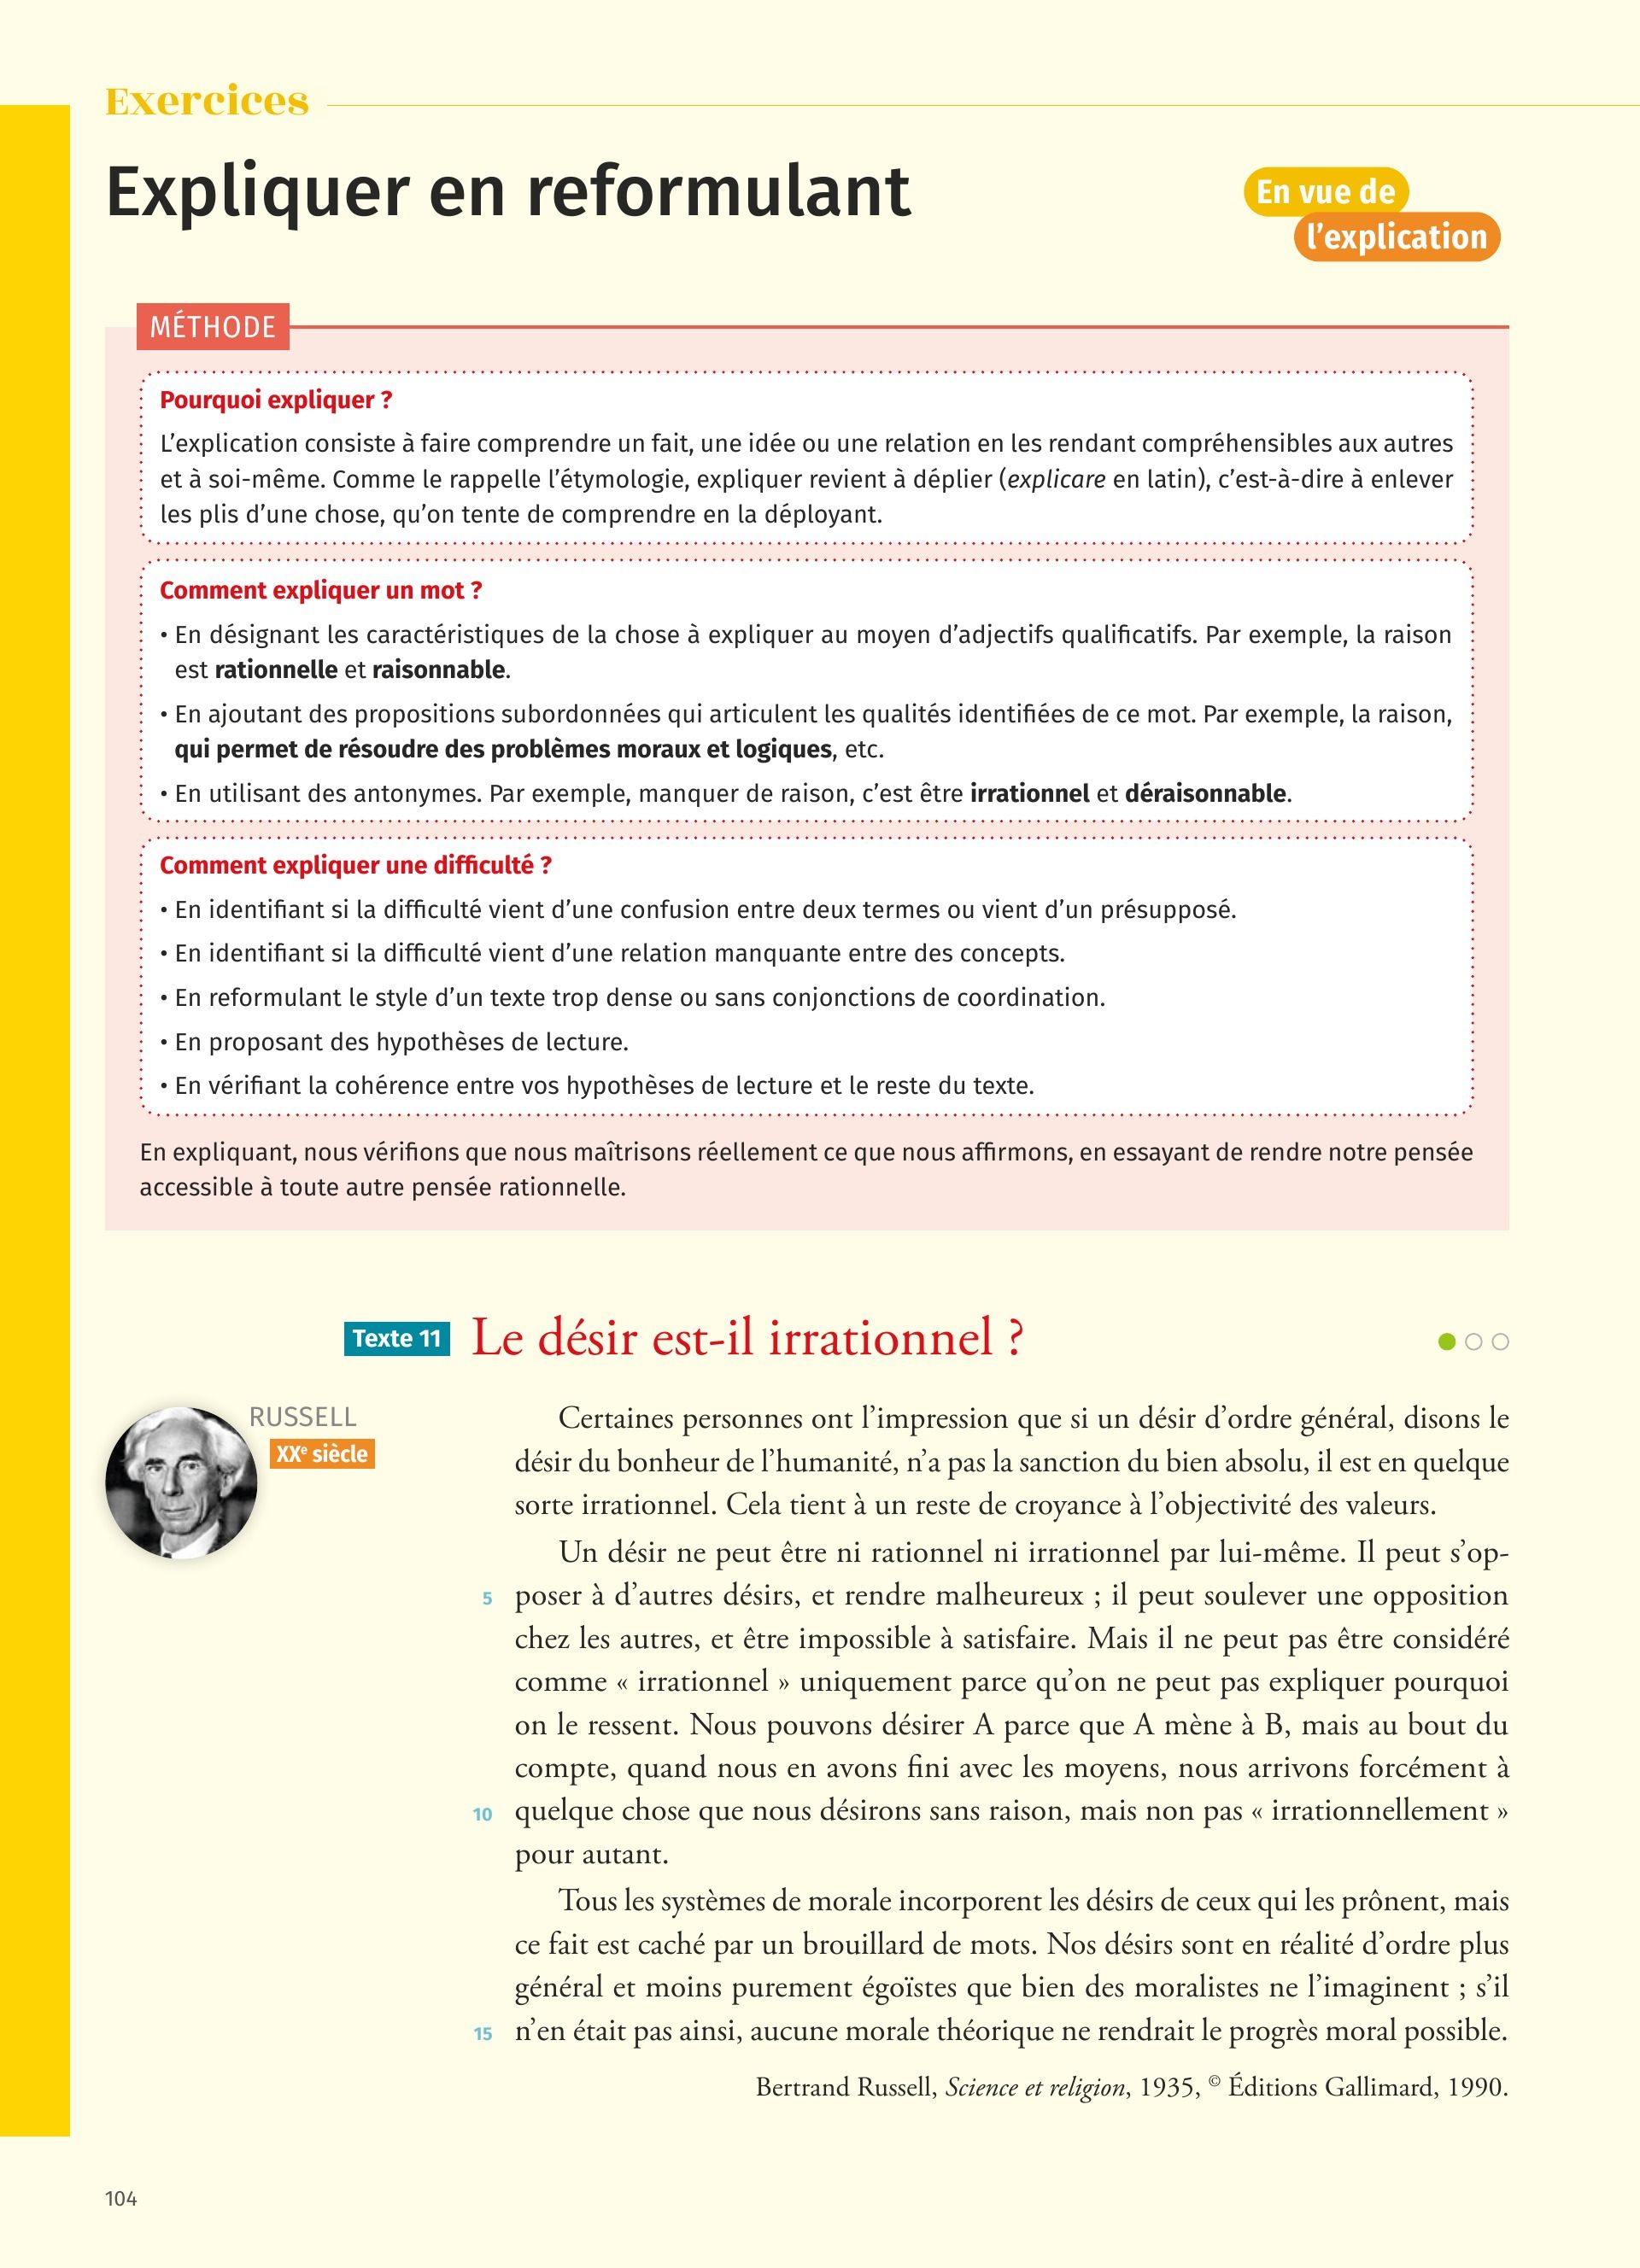 Exercices
Expliquer en reformulant
En vue de
l'explication
MÉTHODE
Pourquoi expliquer ?
L'explication consiste à faire comprendre un fait, une idée ou une relation en les rendant compréhensibles aux autres
et à soi-même. Comme le rappelle l'étymologie, expliquer revient à déplier (explicare en latin), c'est-à-dire à enlever
les plis d'une chose, qu'on tente de comprendre en la déployant.
Comment expliquer un mot ?
• En désignant les caractéristiques de la chose à expliquer au moyen d'adjectifs qualificatifs. Par exemple, la raison
est rationnelle et raisonnable.
• En ajoutant des propositions subordonnées qui articulent les qualités identifiées de ce mot. Par exemple, la raison,
qui permet de résoudre des problèmes moraux et logiques, etc.
• En utilisant des antonymes. Par exemple, manquer de raison, c'est être irrationnel et déraisonnable.
Comment expliquer une difficulté ?
• En identifiant si la difficulté vient d'une confusion entre deux termes ou vient d'un présupposé.
• En identifiant si la difficulté vient d'une relation manquante entre des concepts.
• En reformulant le style d'un texte trop dense ou sans conjonctions de coordination.
• En proposant des hypothèses de lecture.
• En vérifiant la cohérence entre vos hypothèses de lecture et le reste du texte.
En expliquant, nous vérifions que nous maîtrisons réellement ce que nous affirmons, en essayant de rendre notre pensée
accessible à toute autre pensée rationnelle.
Texte 11 Le désir est-il irrationnel ?
RUSSELL
XXe siècle
Certaines personnes ont l'impression que si un désir d'ordre général, disons le
désir du bonheur de l'humanité, n'a pas la sanction du bien absolu, il est en quelque
sorte irrationnel. Cela tient à un reste de croyance à l'objectivité des valeurs.
Un désir ne peut être ni rationnel ni irrationnel par lui-même. Il peut s'op-
5 poser à d'autres désirs, et rendre malheureux ; il peut soulever une opposition
chez les autres, et être impossible à satisfaire. Mais il ne peut pas être considéré
comme « irrationnel » uniquement parce qu'on ne peut pas expliquer pourquoi
on le ressent. Nous pouvons désirer A parce que A mène à B, mais au bout du
compte, quand nous en avons fini avec les moyens, nous arrivons forcément à
10 quelque chose que nous désirons sans raison, mais non pas « irrationnellement »
pour autant.
Tous les systèmes de morale incorporent les désirs de ceux qui les prônent, mais
ce fait est caché par un brouillard de mots. Nos désirs sont en réalité d'ordre plus
général et moins purement égoïstes que bien des moralistes ne l'imaginent ; s'il
15 n'en était pas ainsi, aucune morale théorique ne rendrait le progrès moral possible.
Bertrand Russell, Science et religion, 1935, © Éditions Gallimard, 1990.
104